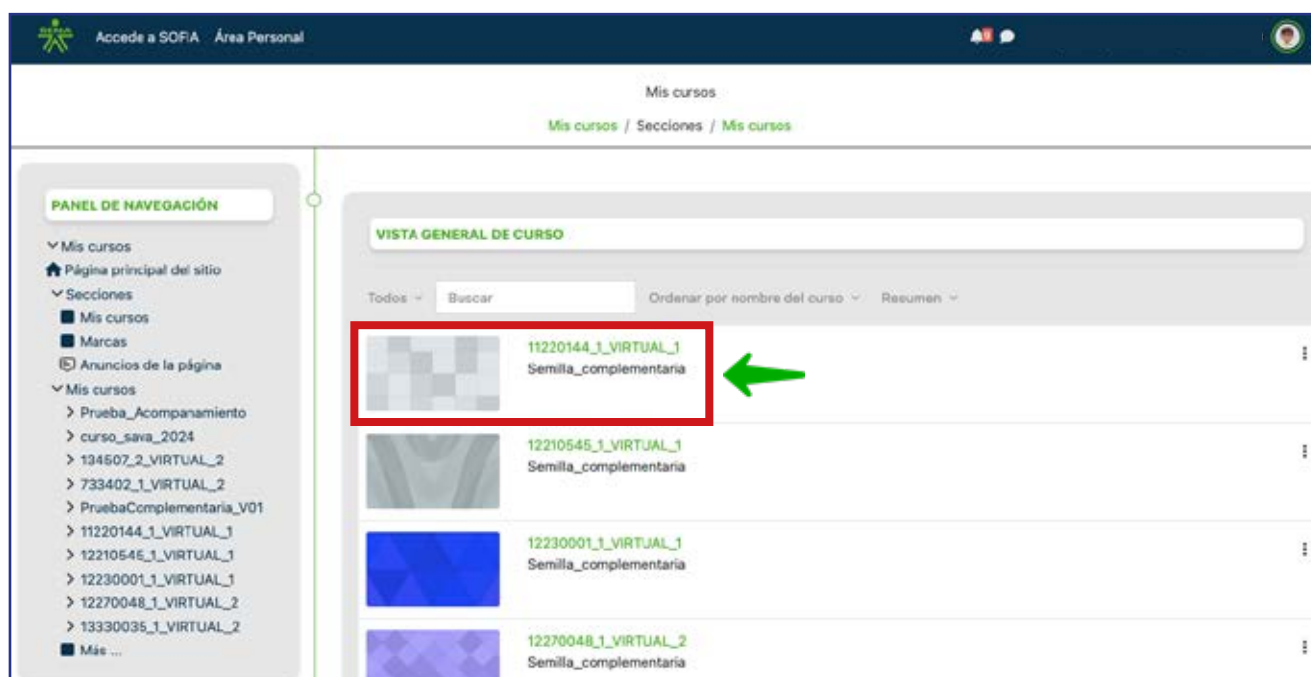 SENA
Accede a SOFIA Área Personal
Mis cursos
Mis cursos / Secciones / Mis cursos
PANEL DE NAVEGACIÓN
Mis cursos
Página principal del sitio
Secciones
Mis cursos
Marcas
Anuncios de la página
Mis cursos
Prueba_Acompanamiento
curso_sava_2024
134507_2_VIRTUAL_2
733402_1_VIRTUAL_2
PruebaComplementaria_V01
11220144_1_VIRTUAL_1
12210545_1_VIRTUAL_1
12230001_1_VIRTUAL_1
12270048_1_VIRTUAL_2
13330035_1_VIRTUAL_2
Más ...
VISTA GENERAL DE CURSO
Todos Buscar Ordenar por nombre del curso Resumen
11220144_1_VIRTUAL_1
Semilla_complementaria
12210545_1_VIRTUAL_1
Semilla_complementaria
12230001_1_VIRTUAL_1
Semilla_complementaria
12270048_1_VIRTUAL_2
Semilla_complementaria